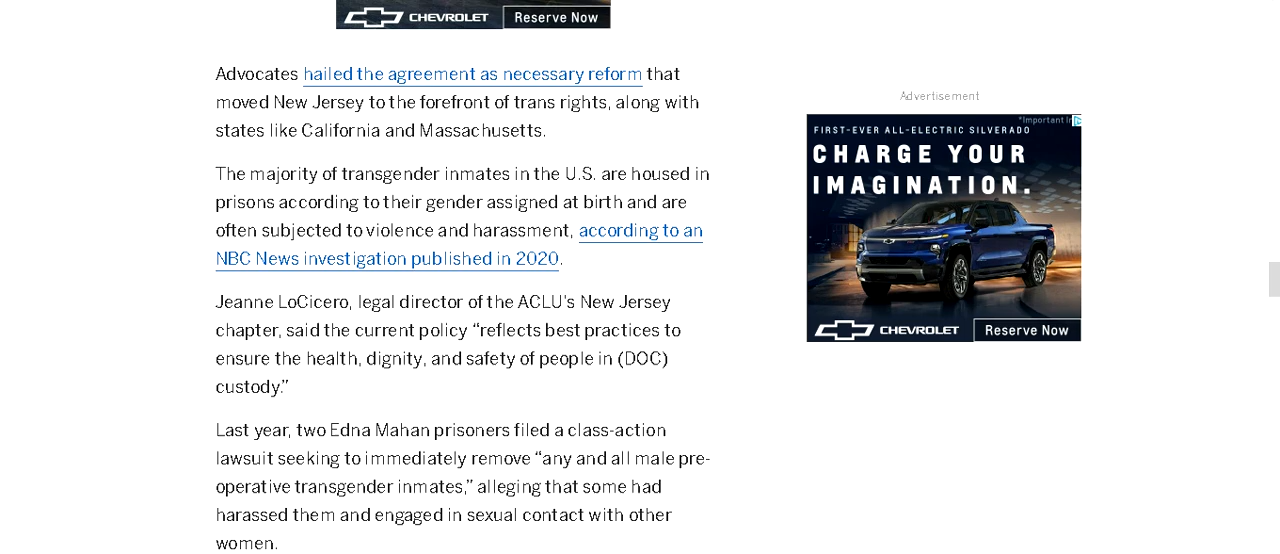 CHEVROLET
Reserve Now
Advocates hailed the agreement as necessary reform that
moved New Jersey to the forefront of trans rights, along with
states like California and Massachusetts.
The majority of transgender inmates in the U.S. are housed in
prisons according to their gender assigned at birth and are
often subjected to violence and harassment, according to an
NBC News investigation published in 2020.
Jeanne LoCicero, legal director of the ACLU's New Jersey
chapter, said the current policy “reflects best practices to
ensure the health, dignity, and safety of people in (DOC)
custody.”
Last year, two Edna Mahan prisoners filed a class-action
lawsuit seeking to immediately remove “any and all male pre-
operative transgender inmates,” alleging that some had
harassed them and engaged in sexual contact with other
women.
Advertisement
*Important
FIRST-EVER ALL-ELECTRIC SILVERADO
CHARGE YOUR
IMAGINATION.
CHEVROLET
Reserve Now